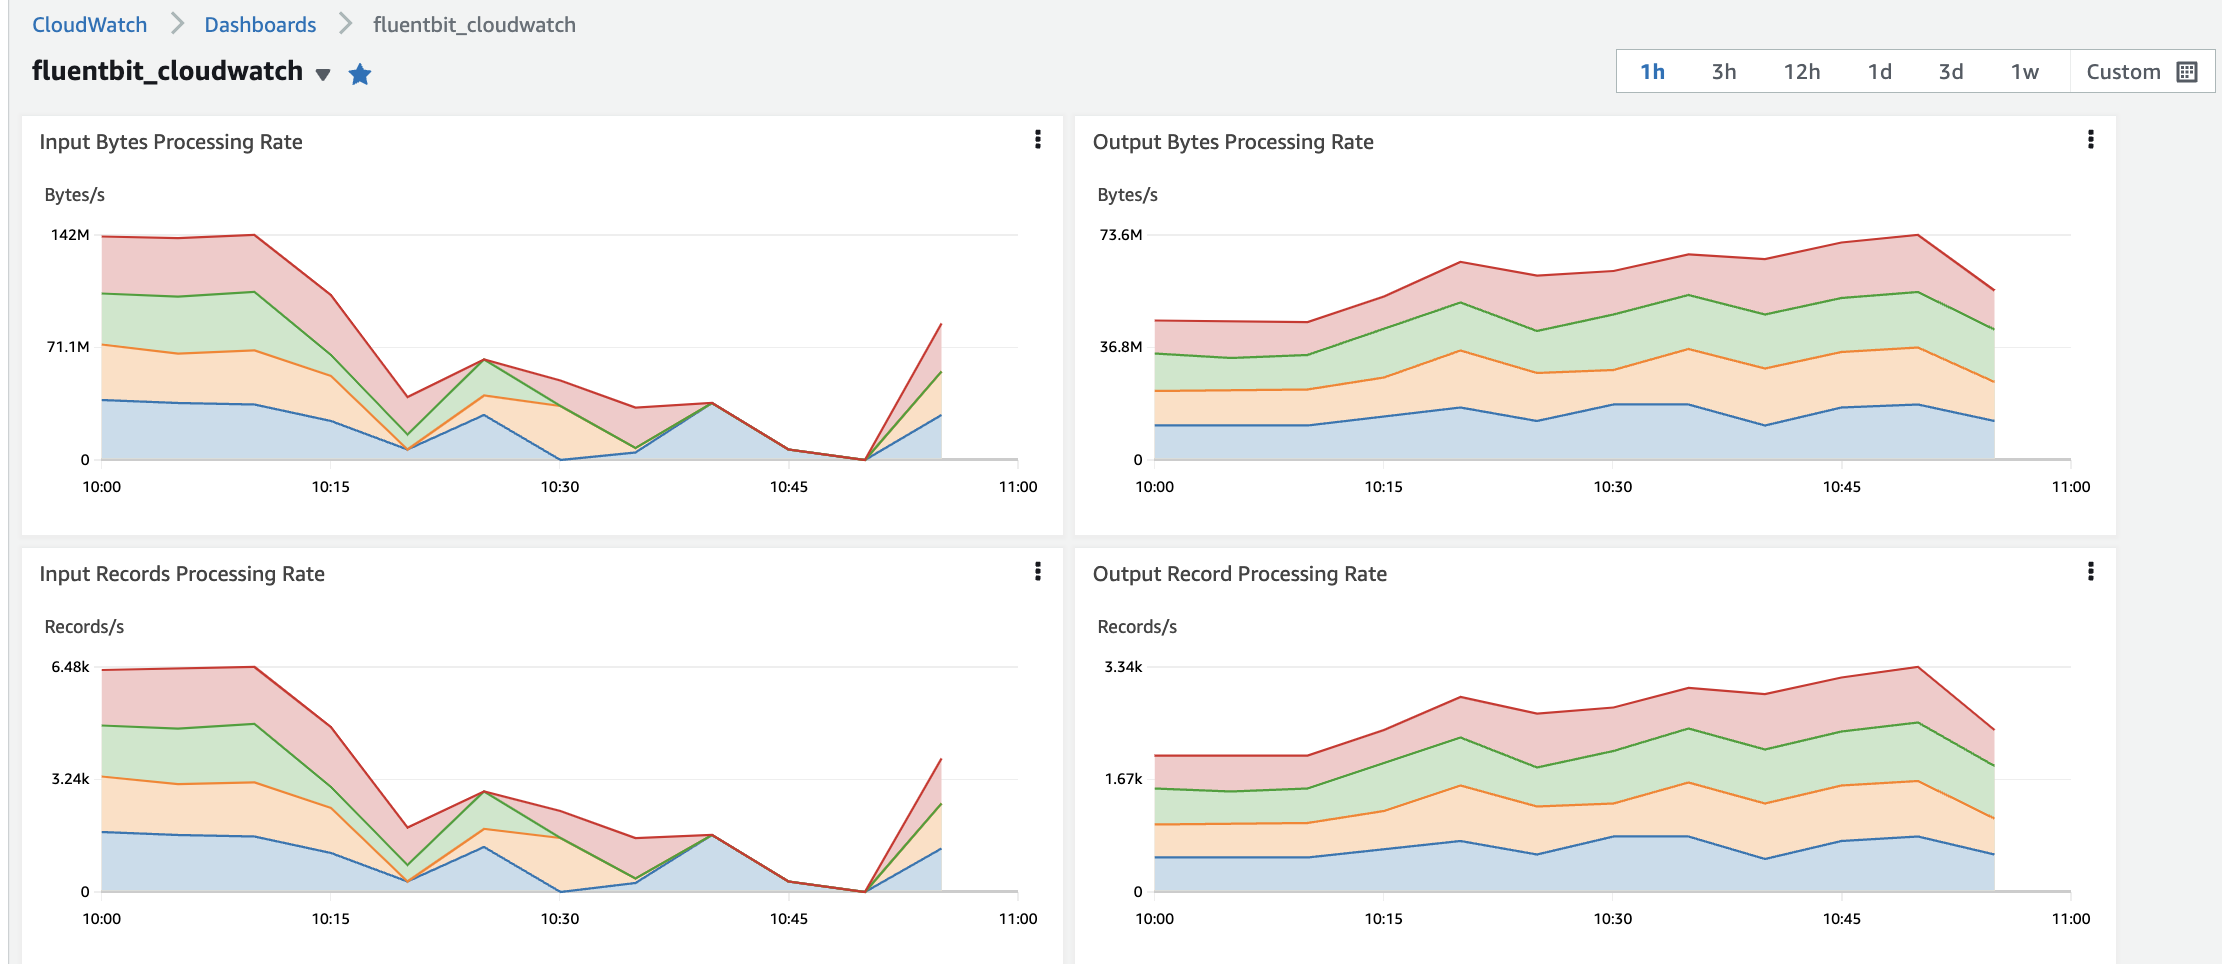 CloudWatch > Dashboards > fluentbit_cloudwatch
fluentbit_cloudwatch
1h 3h 12h 1d 3d 1w Custom
Input Bytes Processing Rate
Bytes/s
142M
71.1M
0
10:00 10:15 10:30 10:45 11:00
Output Bytes Processing Rate
Bytes/s
73.6M
36.8M
0
10:00 10:15 10:30 10:45 11:00
Input Records Processing Rate
Records/s
6.48k
3.24k
0
10:00 10:15 10:30 10:45 11:00
Output Record Processing Rate
Records/s
3.34k
1.67k
0
10:00 10:15 10:30 10:45 11:00